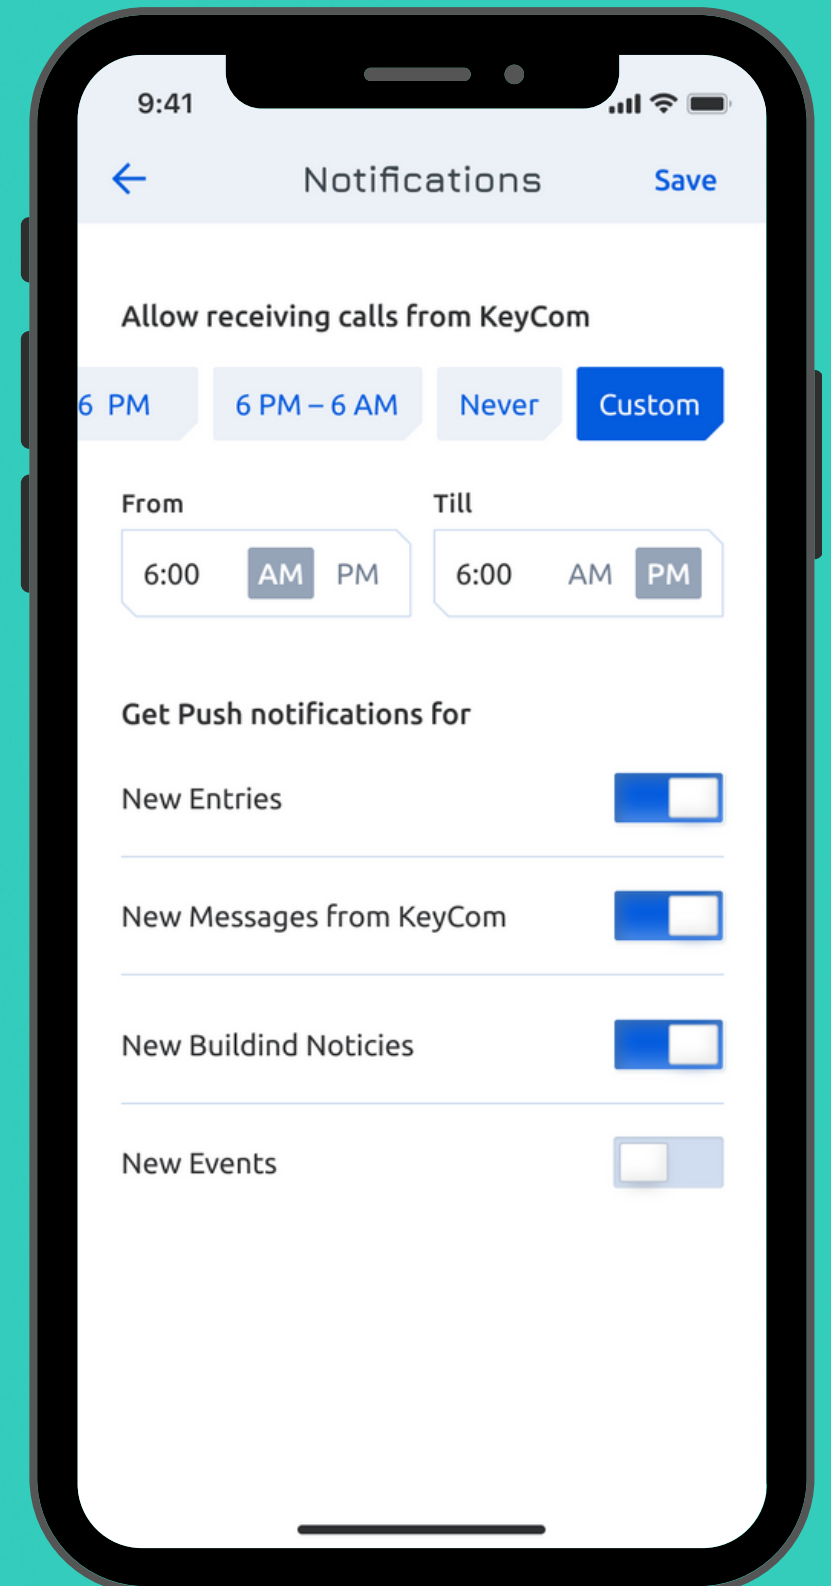 9:41
Notifications
Save
Allow receiving calls from KeyCom
6 PM
6 PM – 6 AM
Never
Custom
From
Till
6:00 AM PM
6:00 AM PM
Get Push notifications for
New Entries
New Messages from KeyCom
New Buildind Noticies
New Events